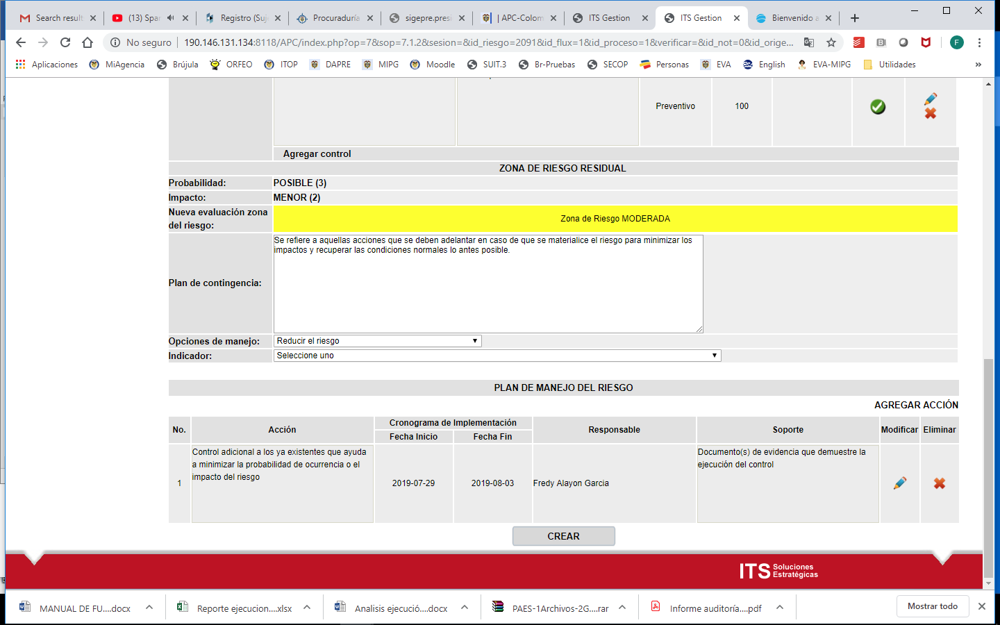 Search result
(13) Spar
Registro (Suj
Procuraduría
sigepre.presi
| APC-Colom
ITS Gestion
ITS Gestion
Bienvenido a
No seguro
190.146.131.134:8118/APC/index.php?op=7&sop=7.1.2&sesion=&id_riesgo=2091&id_flux=1&id_proceso=1&verificar=&id_not=0&id_orige...
F
Aplicaciones
MiAgencia
Brújula
ORFEO
ITOP
DAPRE
MIPG
Moodle
SUIT.3
Br-Pruebas
SECOP
Personas
EVA
English
EVA-MIPG
Utilidades
»
Preventivo
100
Agregar control
ZONA DE RIESGO RESIDUAL
Probabilidad:
POSIBLE (3)
Impacto:
MENOR (2)
Nueva evaluación zona
del riesgo:
Zona de Riesgo MODERADA
Plan de contingencia:
Se refiere a aquellas acciones que se deben adelantar en caso de que se materialice el riesgo para minimizar los
impactos y recuperar las condiciones normales lo antes posible.
Opciones de manejo:
Reducir el riesgo
Indicador:
Seleccione uno
PLAN DE MANEJO DEL RIESGO
AGREGAR ACCIÓN
No.
Acción
Cronograma de Implementación
Fecha Inicio
Fecha Fin
Responsable
Soporte
Modificar
Eliminar
1
Control adicional a los ya existentes que ayuda
a minimizar la probabilidad de ocurrencia o el
impacto del riesgo
2019-07-29
2019-08-03
Fredy Alayon Garcia
Documento(s) de evidencia que demuestre la
ejecución del control
CREAR
ITS Soluciones
Estratégicas
MANUAL DE FU....docx
Reporte ejecucion....xlsx
Analisis ejecució....docx
PAES-1Archivos-2G....rar
Informe auditoría....pdf
Mostrar todo